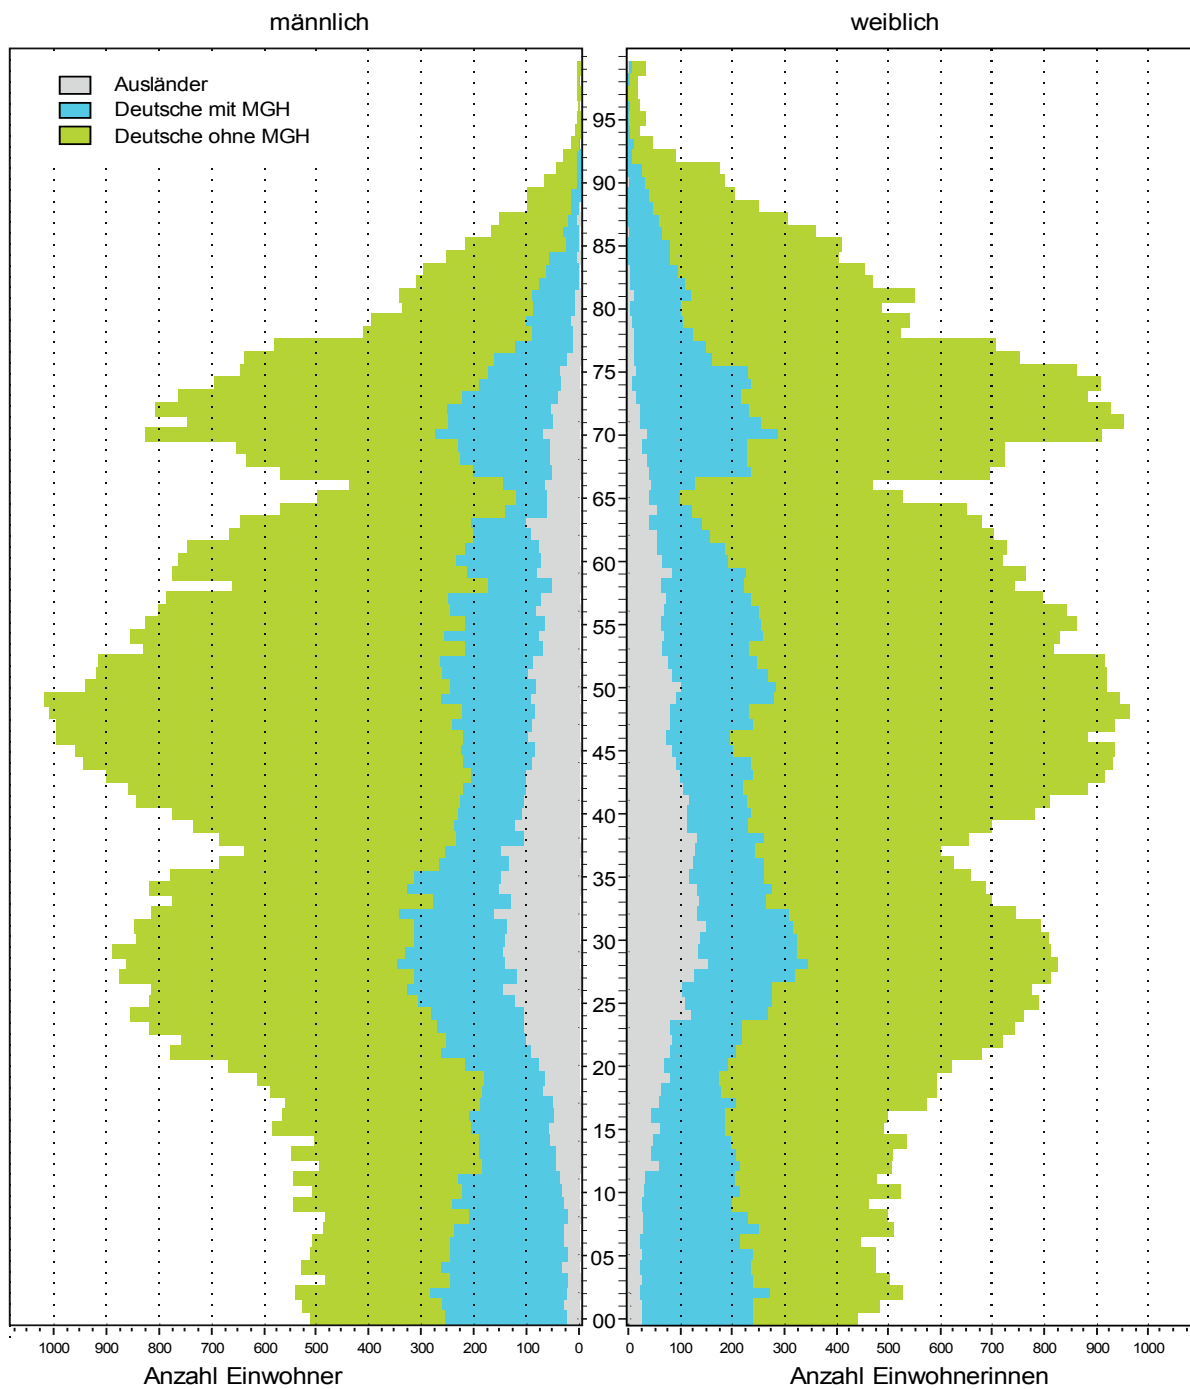 männlich
weiblich
Ausländer
Deutsche mit MGH
Deutsche ohne MGH
95
90
85
80
75
70
65
60
55
50
45
40
35
30
25
20
15
10
05
00
1000 900 800 700 600 500 400 300 200 100 0
0 100 200 300 400 500 600 700 800 900 1000
Anzahl Einwohner
Anzahl Einwohnerinnen